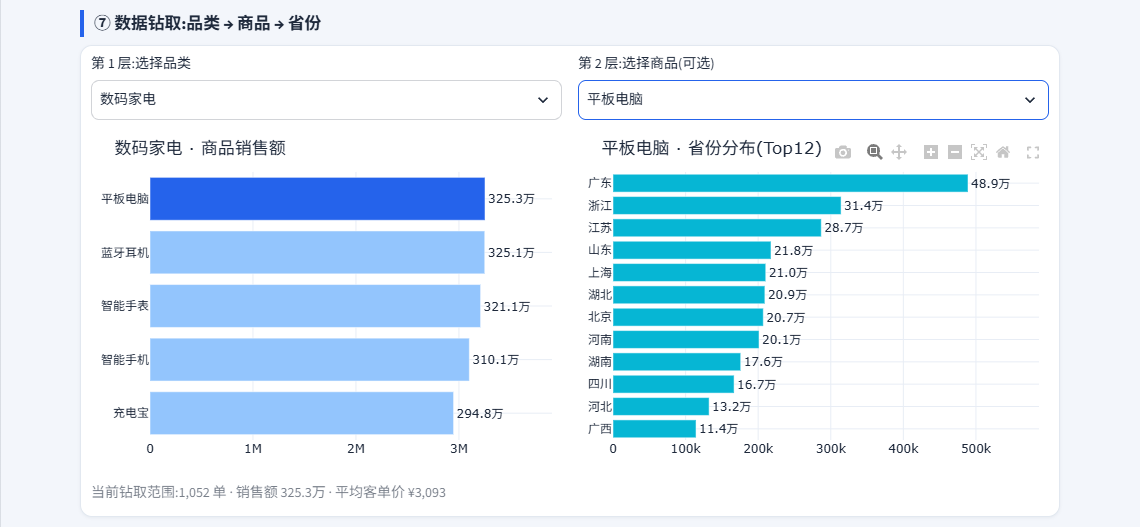 ⑦ 数据钻取:品类 → 商品 → 省份
第 1 层:选择品类
第 2 层:选择商品(可选)
数码家电
平板电脑
数码家电 · 商品销售额
平板电脑 325.3万
蓝牙耳机 325.1万
智能手表 321.1万
智能手机 310.1万
充电宝 294.8万
0 1M 2M 3M
平板电脑 · 省份分布(Top12)
广东 48.9万
浙江 31.4万
江苏 28.7万
山东 21.8万
上海 21.0万
湖北 20.9万
北京 20.7万
河南 20.1万
湖南 17.6万
四川 16.7万
河北 13.2万
广西 11.4万
0 100k 200k 300k 400k 500k
当前钻取范围:1,052 单 · 销售额 325.3万 · 平均客单价 ¥3,093